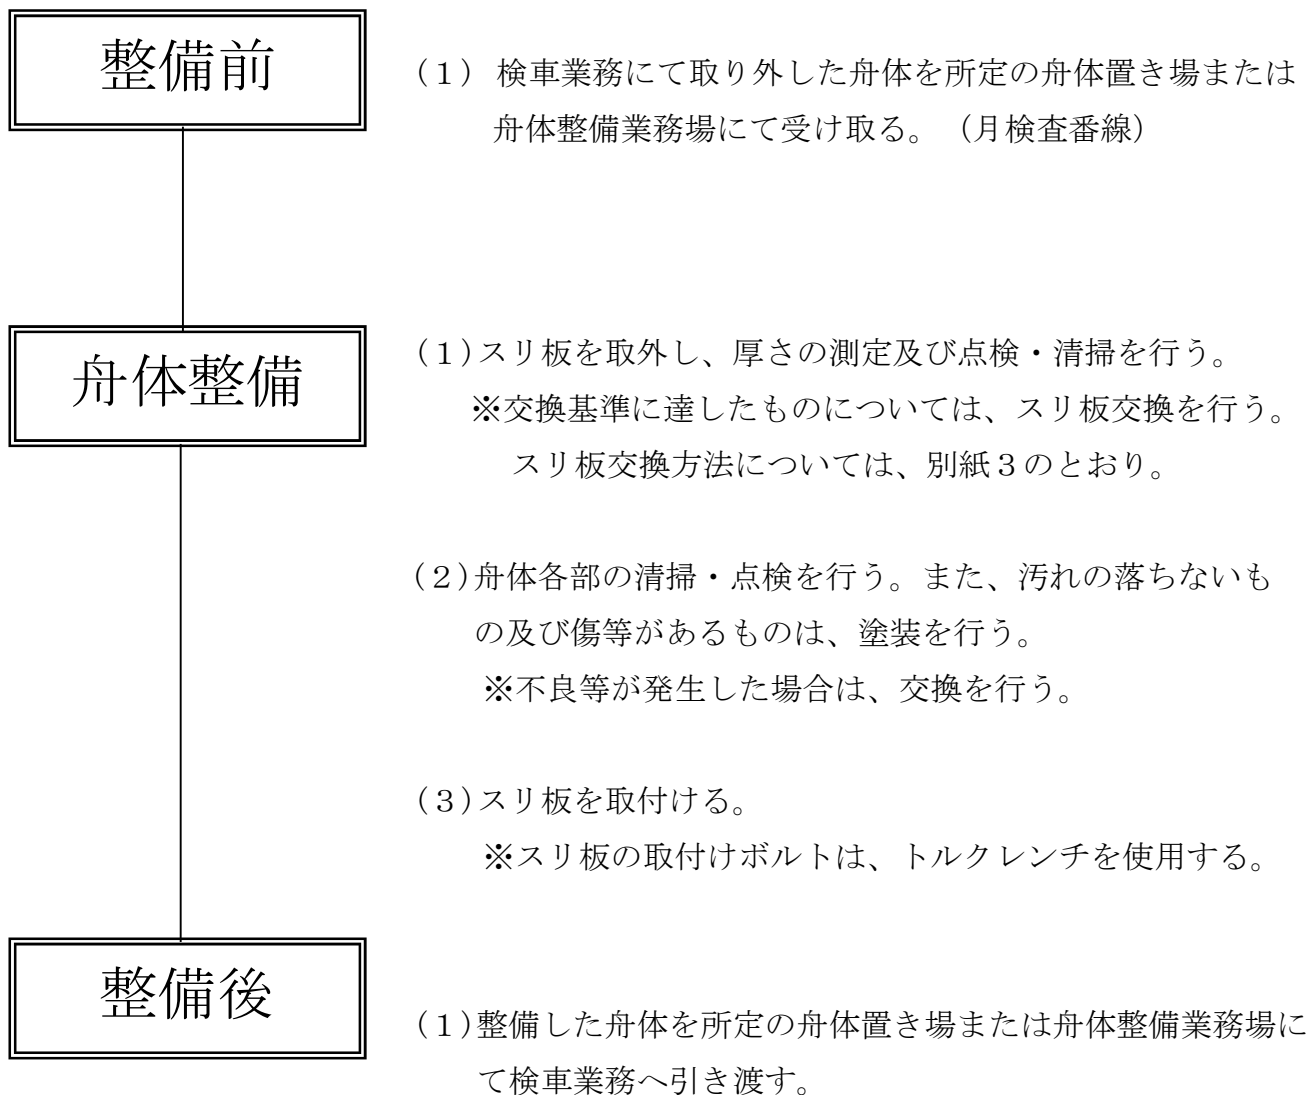 整備前
（１） 検車業務にて取り外した舟体を所定の舟体置き場または
舟体整備業務場にて受け取る。（月検査番線）
舟体整備
（１）スリ板を取外し、厚さの測定及び点検・清掃を行う。
※交換基準に達したものについては、スリ板交換を行う。
スリ板交換方法については、別紙３のとおり。
（２）舟体各部の清掃・点検を行う。また、汚れの落ちないも
の及び傷等があるものは、塗装を行う。
※不良等が発生した場合は、交換を行う。
（３）スリ板を取付ける。
※スリ板の取付けボルトは、トルクレンチを使用する。
整備後
（１）整備した舟体を所定の舟体置き場または舟体整備業務場に
て検車業務へ引き渡す。